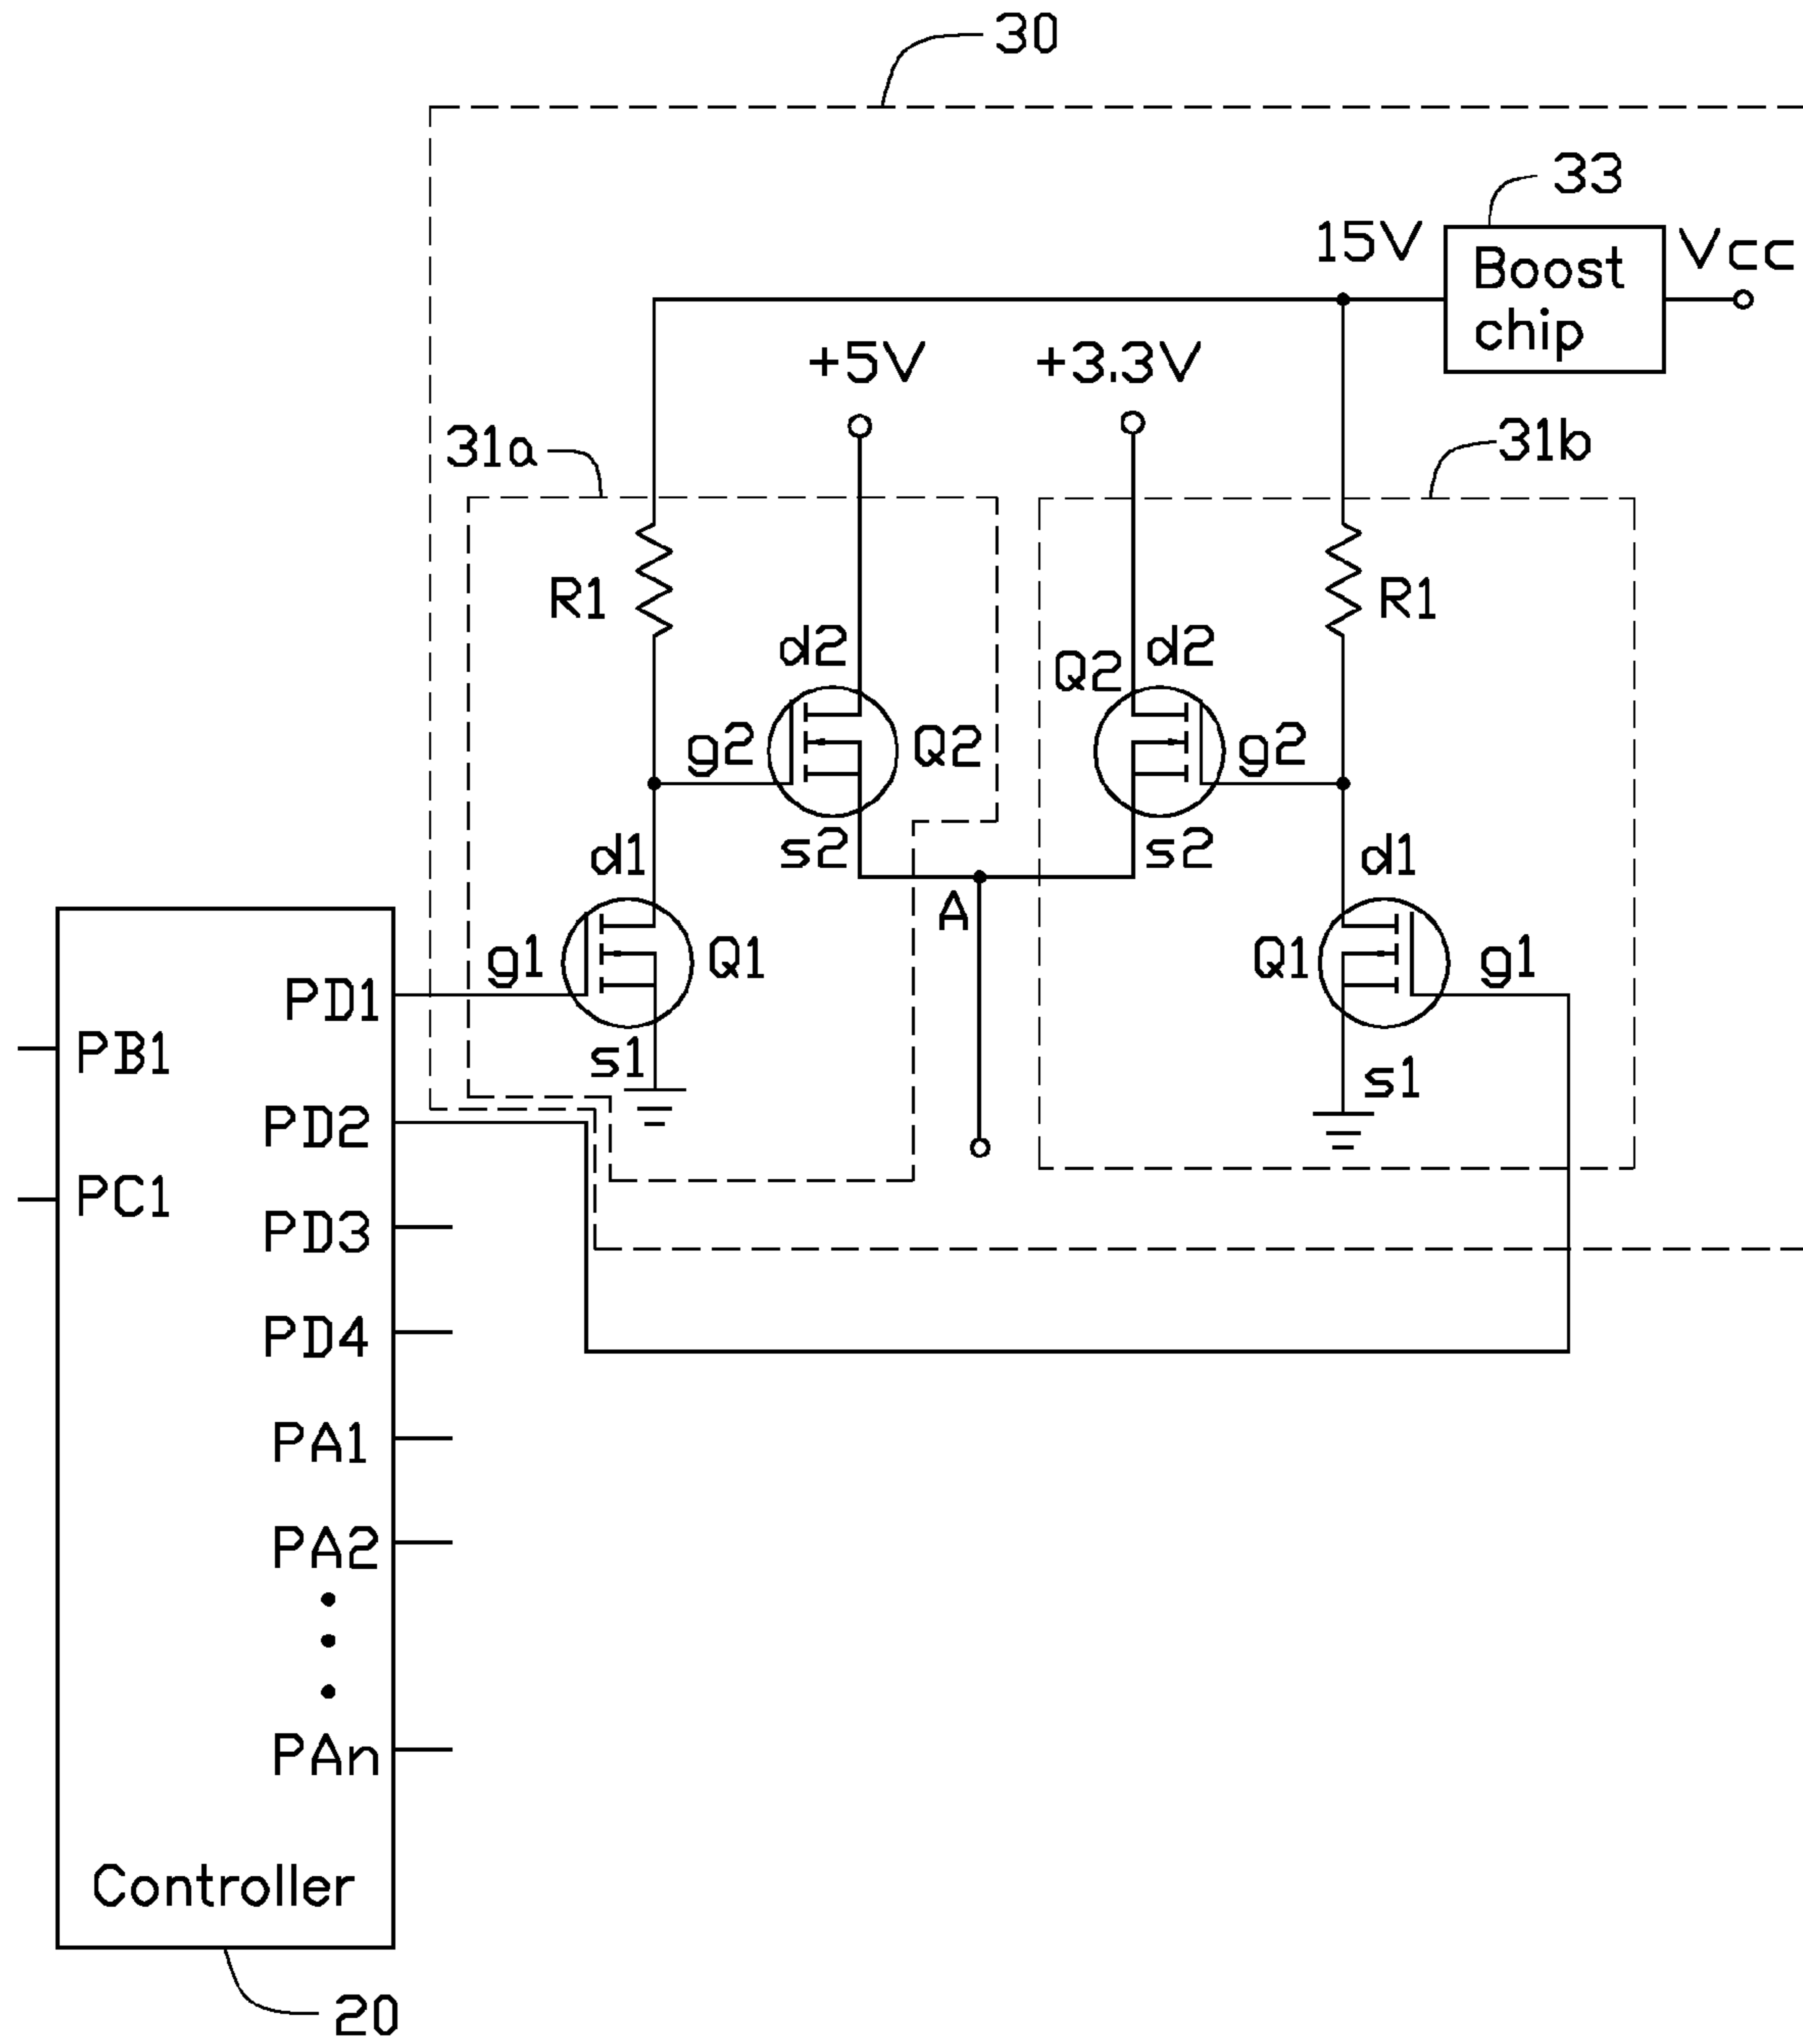 30
33
15V
Boost
chip
Vcc
+5V
+3.3V
31a
31b
R1
R1
d2
Q2
d2
g2
Q2
g2
s2
s2
d1
A
d1
g1
Q1
Q1
g1
PD1
PB1
s1
s1
PD2
PC1
PD3
PD4
PA1
PA2
PAn
Controller
20